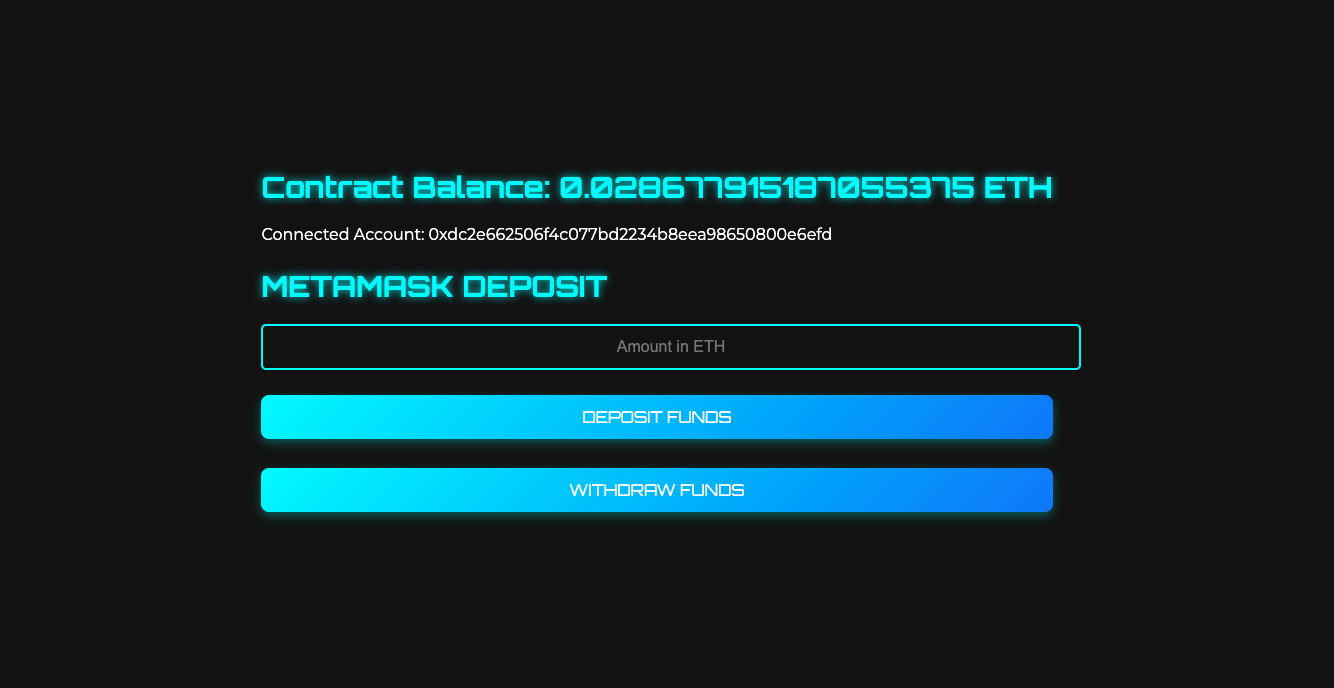 Contract Balance: 0.028677915187055375 ETH
Connected Account: 0xdc2e662506f4c077bd2234b8eea98650800e6efd
METAMASK DEPOSIT
Amount in ETH
DEPOSIT FUNDS
WITHDRAW FUNDS